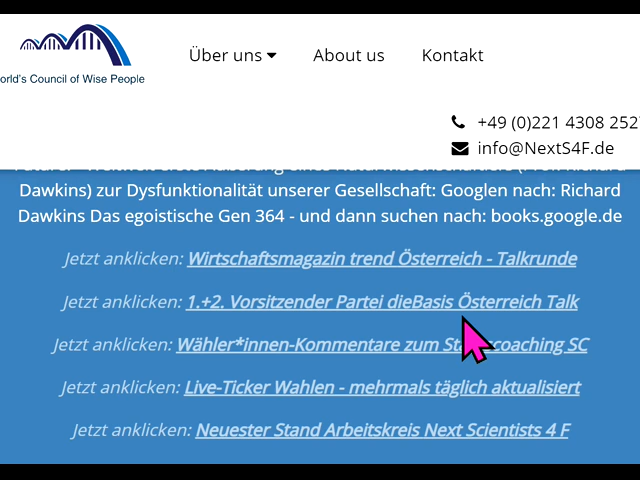 Über uns
About us
Kontakt
orld's Council of Wise People
+49 (0)221 4308 252
info@NextS4F.de
Dawkins) zur Dysfunktionalität unserer Gesellschaft: Googlen nach: Richard
Dawkins Das egoistische Gen 364 - und dann suchen nach: books.google.de
Jetzt anklicken: Wirtschaftsmagazin trend Österreich - Talkrunde
Jetzt anklicken: 1.+2. Vorsitzender Partei dieBasis Österreich Talk
Jetzt anklicken: Wähler*innen-Kommentare zum SC
Jetzt anklicken: Live-Ticker Wahlen - mehrmals täglich aktualisiert
Jetzt anklicken: Neuester Stand Arbeitskreis Next Scientists 4 F